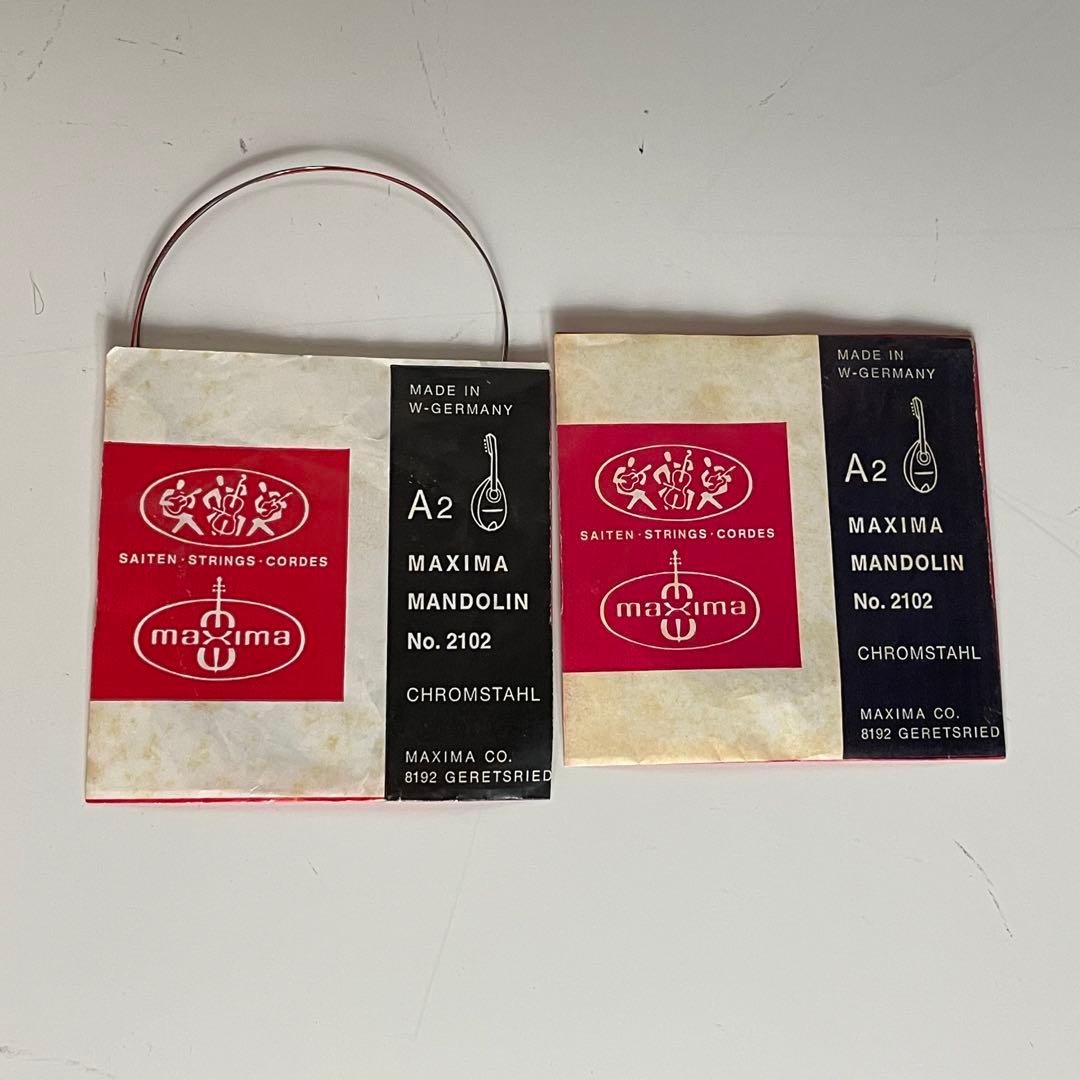 MADE IN
W-GERMANY
A2
MAXIMA
MANDOLIN
No. 2102
CHROMSTAHL
MAXIMA CO.
8192 GERETSRIED
SAITEN · STRINGS · CORDES
maxima
MADE IN
W-GERMANY
A2
MAXIMA
MANDOLIN
No. 2102
CHROMSTAHL
MAXIMA CO.
8192 GERETSRIED
SAITEN · STRINGS · CORDES
maxima